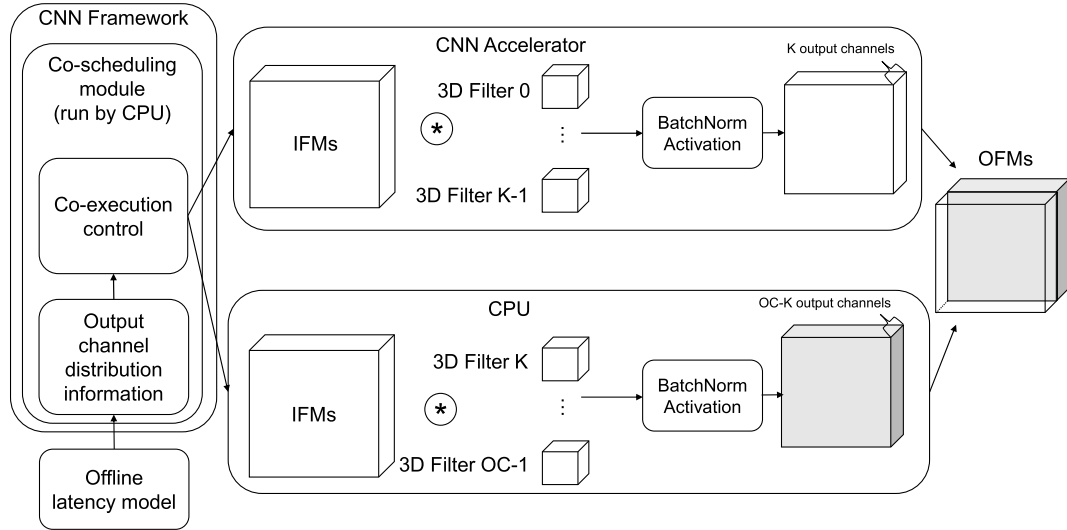 CNN Framework
Co-scheduling
module
(run by CPU)
Co-execution
control
Output
channel
distribution
information
Offline
latency model
CNN Accelerator
IFMs
*
3D Filter 0
...
3D Filter K-1
BatchNorm
Activation
K output channels
CPU
IFMs
*
3D Filter K
...
3D Filter OC-1
BatchNorm
Activation
OC-K output channels
OFMs